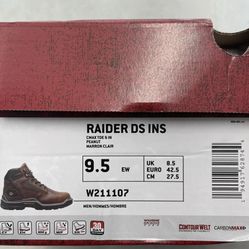 RAIDER DS INS
CMAX TOE 6 IN
PEANUT
MARRON CLAIR
9.5 EW
UK 8.5
EURO 42.5
CM 27.5
W211107
MEN/HOMMES/HOMBRE
CONTOUR WELT
CARBONMAX